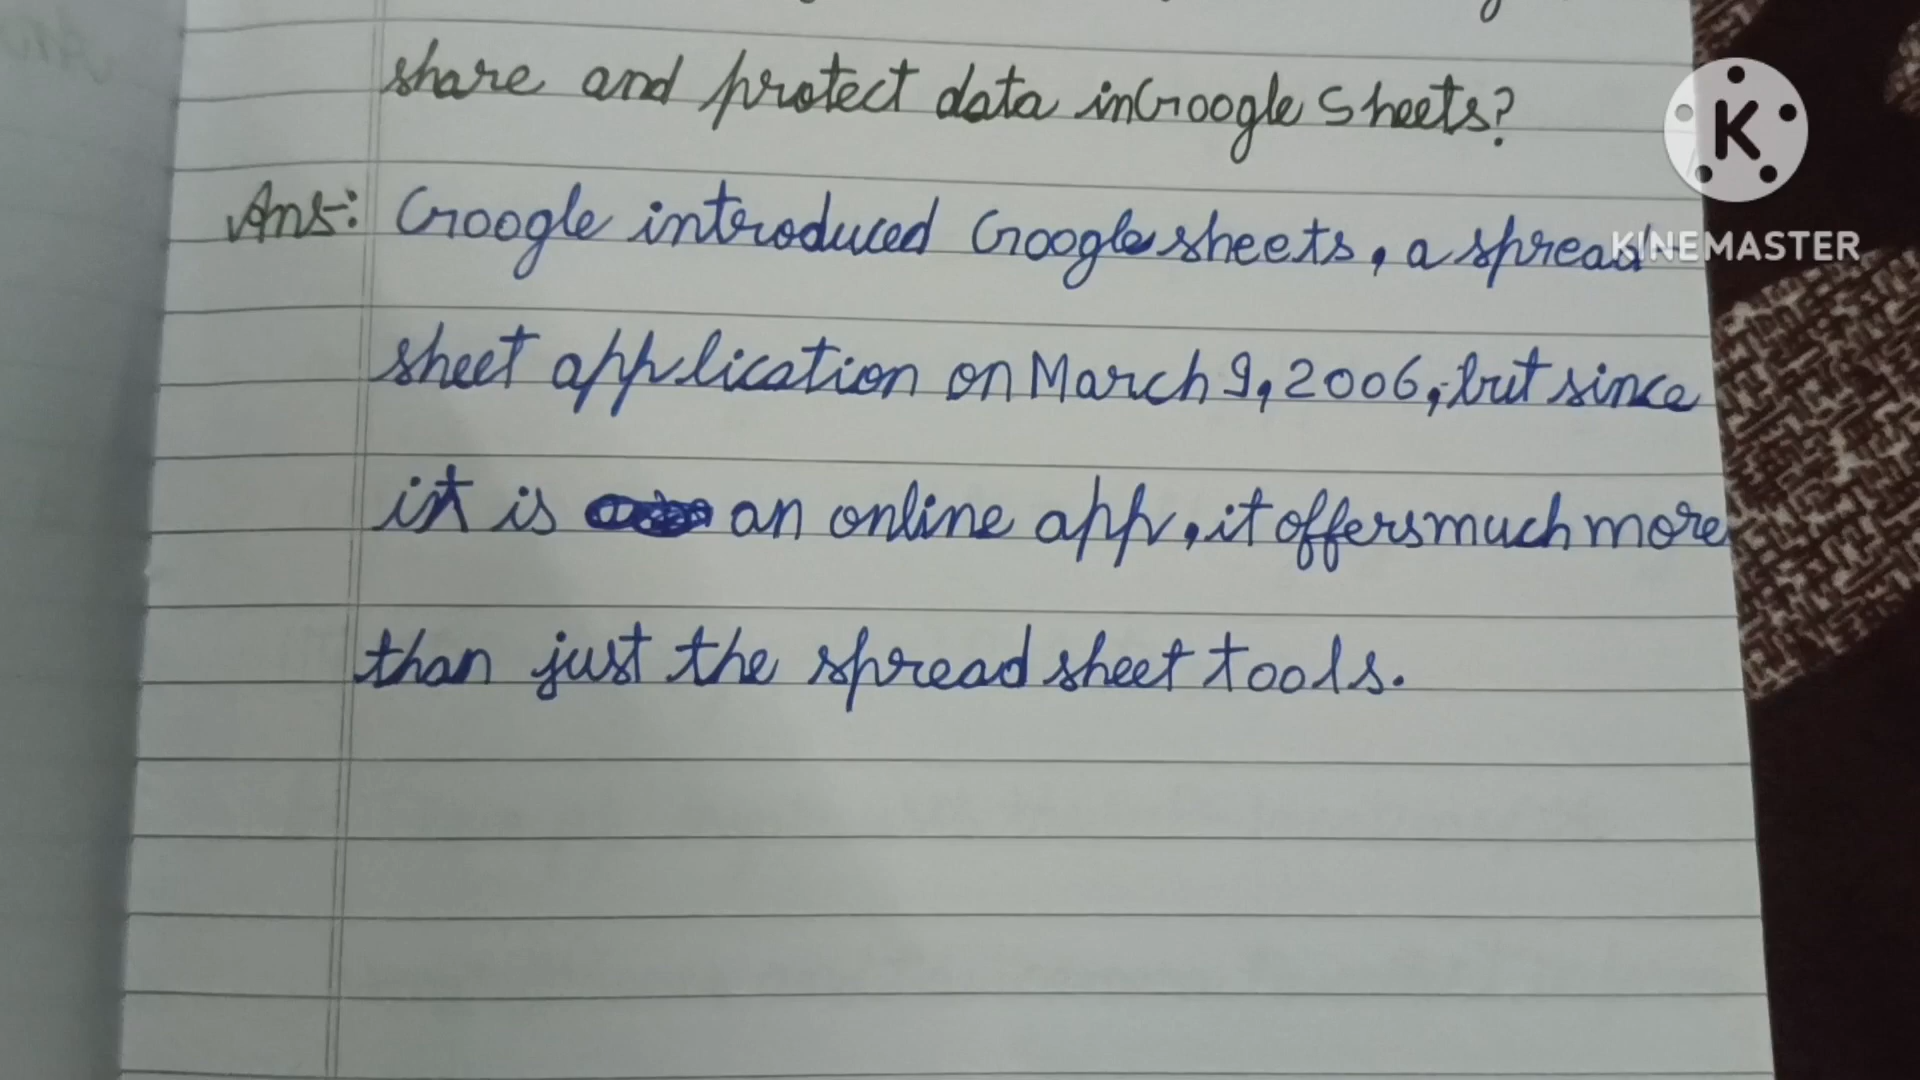 share and protect data in Google Sheets?
Ans: Google introduced Google sheets, a spread
sheet application on March 9, 2006, but since
it is an online app, it offers much more
than just the spread sheet tools.
K
KINEMASTER